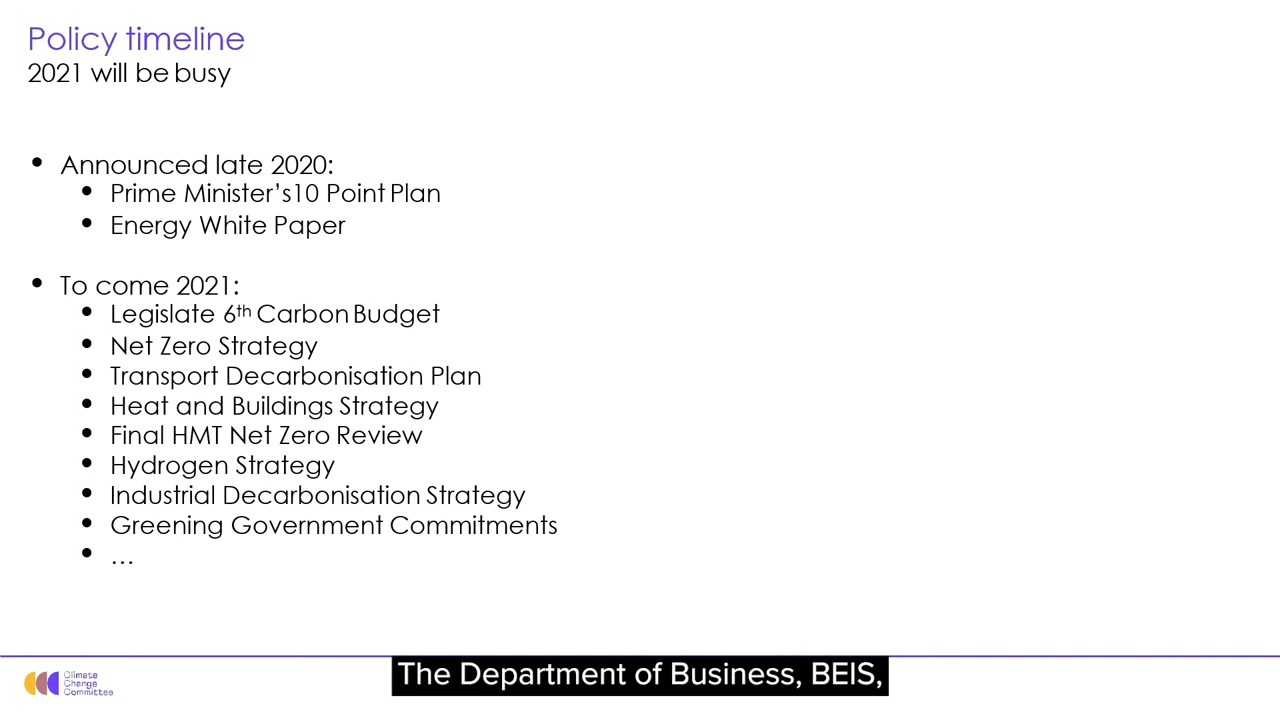 Policy timeline
2021 will be busy
• Announced late 2020:
• Prime Minister's10 Point Plan
• Energy White Paper
• To come 2021:
• Legislate 6th Carbon Budget
• Net Zero Strategy
• Transport Decarbonisation Plan
• Heat and Buildings Strategy
• Final HMT Net Zero Review
• Hydrogen Strategy
• Industrial Decarbonisation Strategy
• Greening Government Commitments
• ...
Climate
Change
Committee
The Department of Business, BEIS,